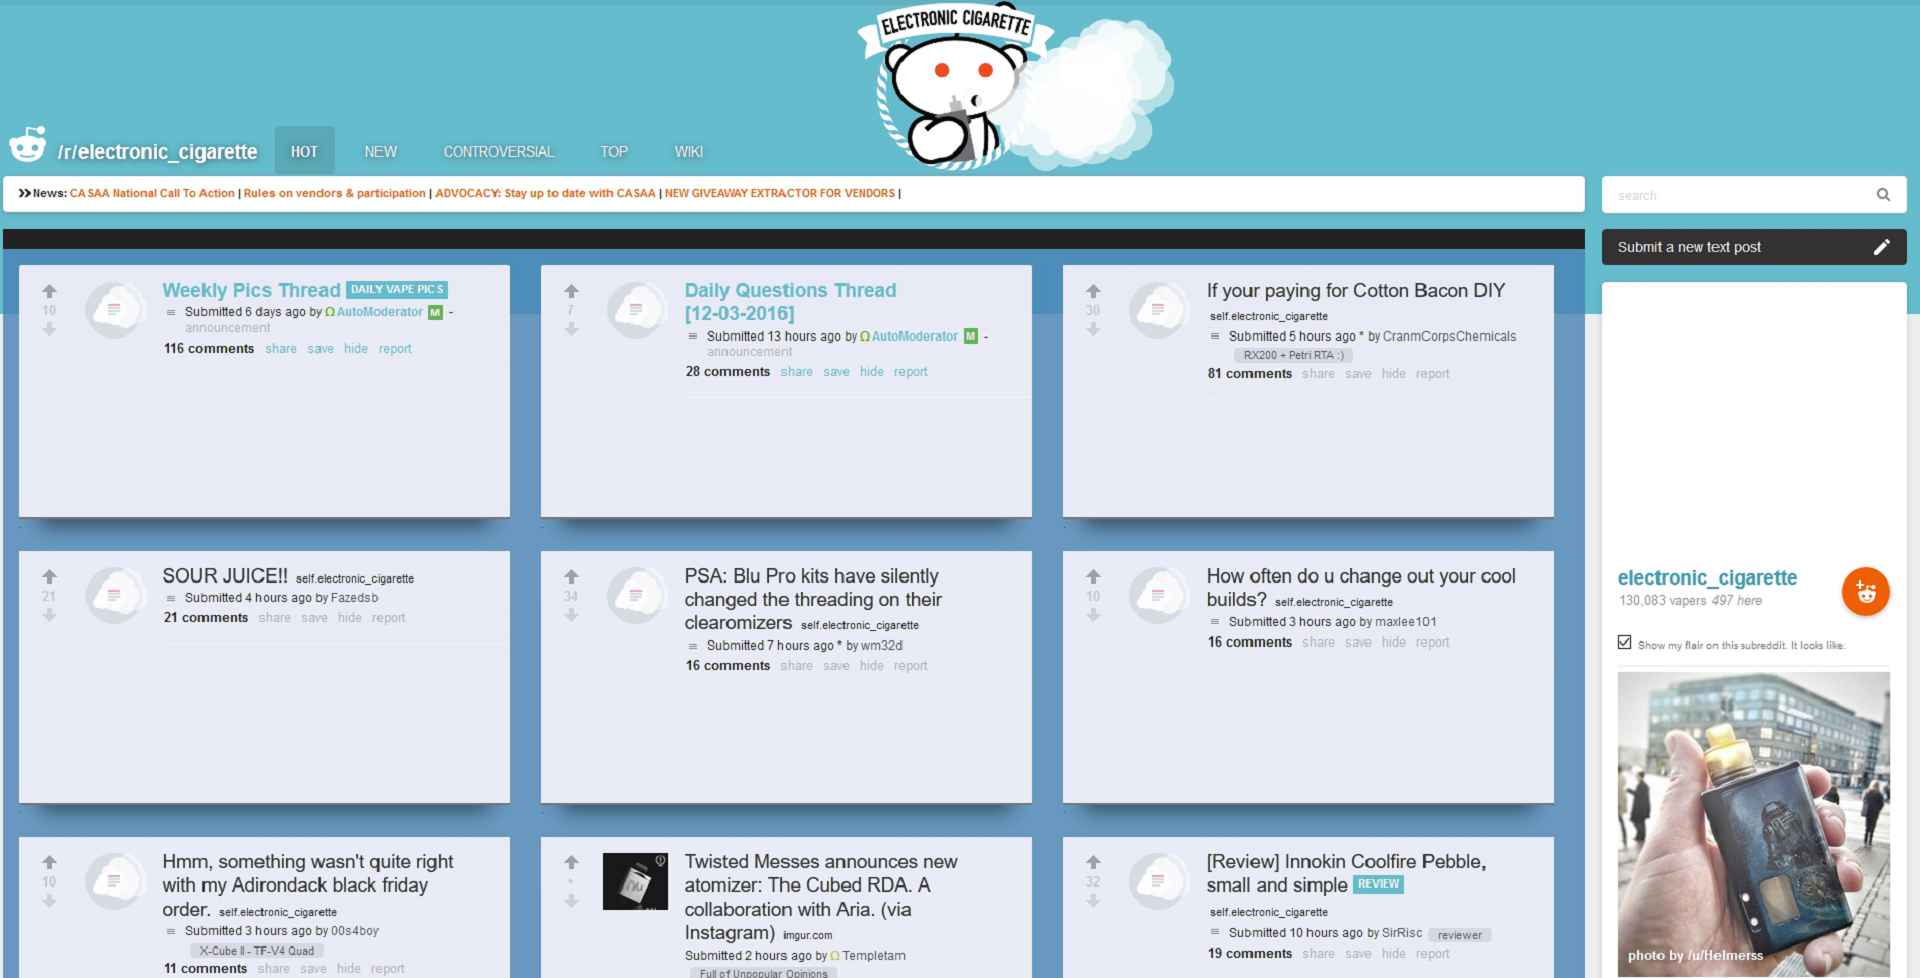 ELECTRONIC CIGARETTE
/r/electronic_cigarette
HOT NEW CONTROVERSIAL TOP WIKI
News: CASAA National Call To Action | Rules on vendors & participation | ADVOCACY: Stay up to date with CASAA | NEW GIVEAWAY EXTRACTOR FOR VENDORS |
search
Submit a new text post
10
Weekly Pics Thread DAILY VAPE PICS
Submitted 6 days ago by AutoModerator M -
announcement
116 comments share save hide report
7
Daily Questions Thread
[12-03-2016]
Submitted 13 hours ago by AutoModerator M -
announcement
28 comments share save hide report
30
If your paying for Cotton Bacon DIY
self.electronic_cigarette
Submitted 5 hours ago * by CranmCorpsChemicals
RX200 + Petri RTA :)
81 comments share save hide report
21
SOUR JUICE!! self.electronic_cigarette
Submitted 4 hours ago by Fazedsb
21 comments share save hide report
34
PSA: Blu Pro kits have silently
changed the threading on their
clearomizers self.electronic_cigarette
Submitted 7 hours ago * by wm32d
16 comments share save hide report
10
How often do u change out your cool
builds? self.electronic_cigarette
Submitted 3 hours ago by maxlee101
16 comments share save hide report
10
Hmm, something wasn't quite right
with my Adirondack black friday
order. self.electronic_cigarette
Submitted 3 hours ago by 00s4boy
X-Cube II - TF-V4 Quad
11 comments share save hide report
Twisted Messes announces new
atomizer: The Cubed RDA. A
collaboration with Aria. (via
Instagram) imgur.com
Submitted 2 hours ago by Templetam
Full of Unpopular Opinions
32
[Review] Innokin Coolfire Pebble,
small and simple REVIEW
self.electronic_cigarette
Submitted 10 hours ago by SirRisc reviewer
19 comments share save hide report
electronic_cigarette
130,083 vapers 497 here
Show my flair on this subreddit. It looks like:
photo by /u/Helmerss